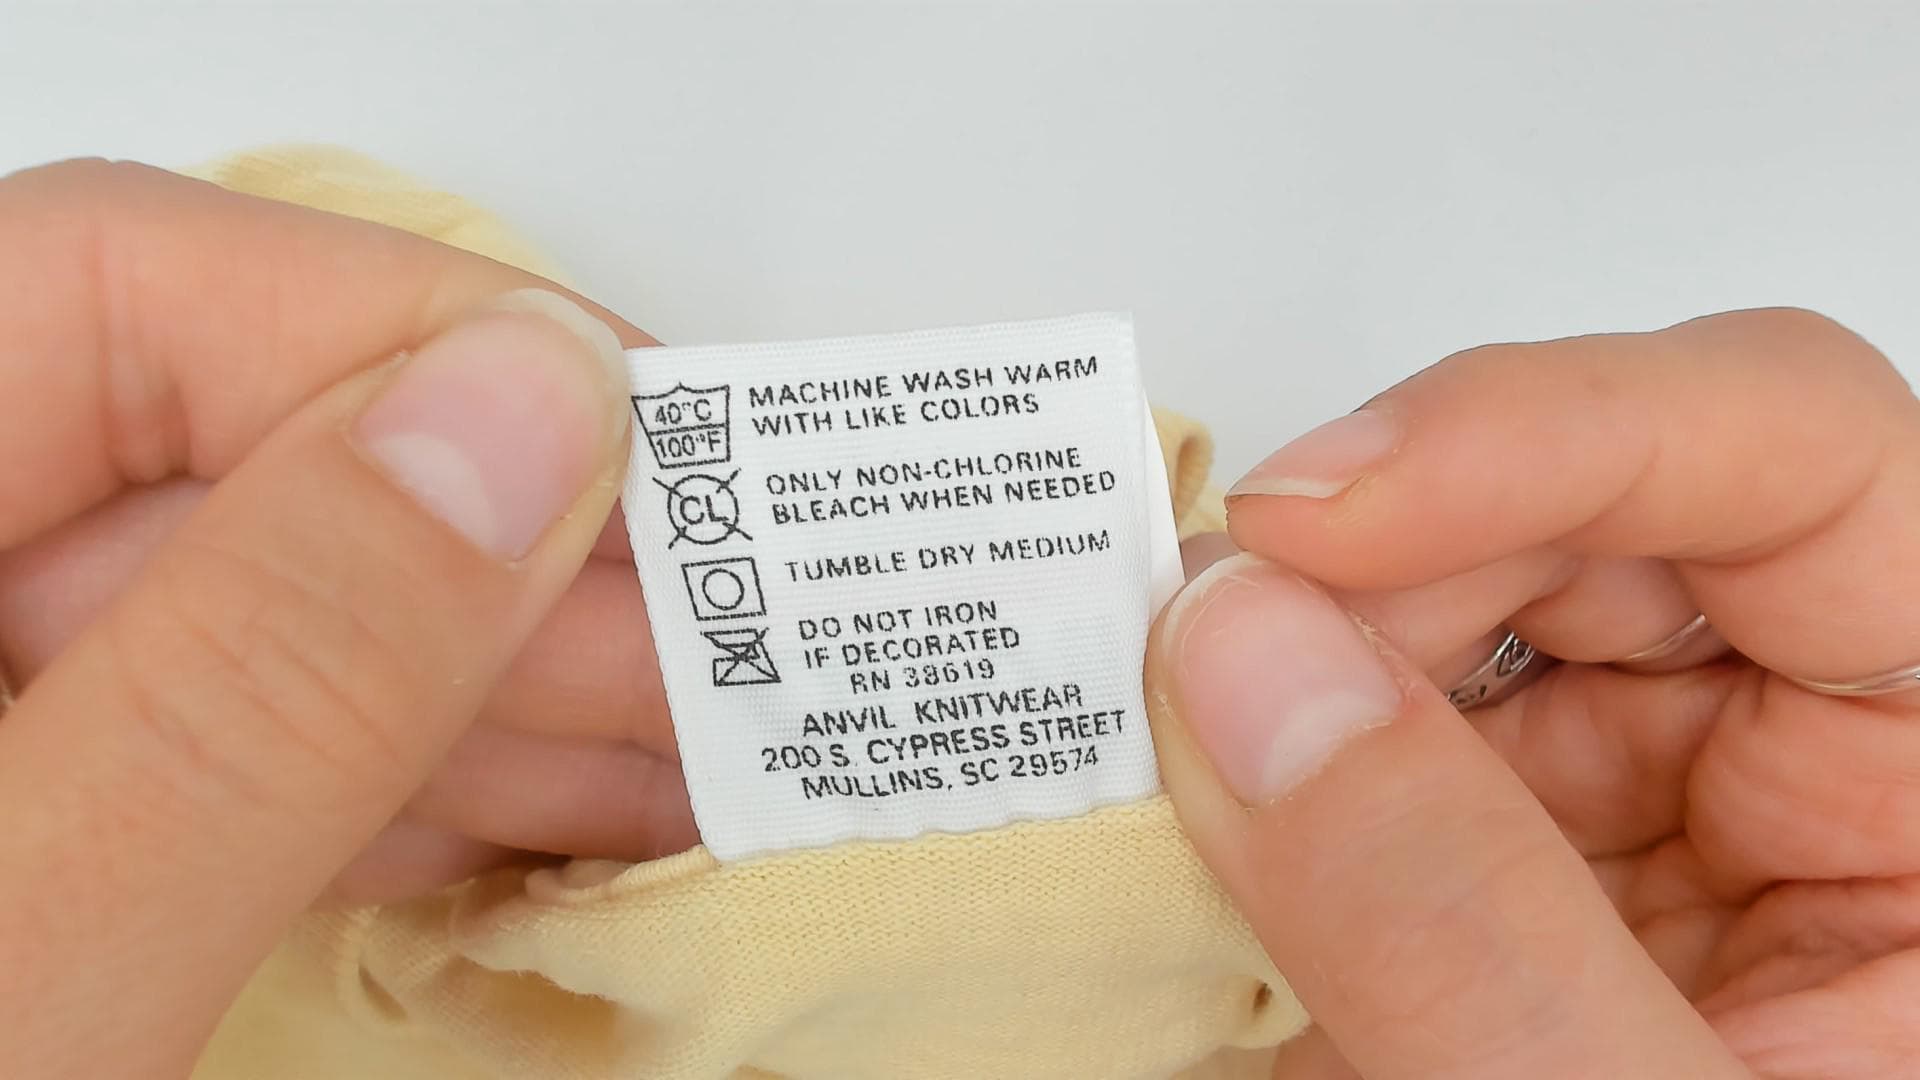 40°C
100°F
MACHINE WASH WARM
WITH LIKE COLORS
CL
ONLY NON-CHLORINE
BLEACH WHEN NEEDED
TUMBLE DRY MEDIUM
DO NOT IRON
IF DECORATED
RN 38619
ANVIL KNITWEAR
200 S. CYPRESS STREET
MULLINS, SC 29574